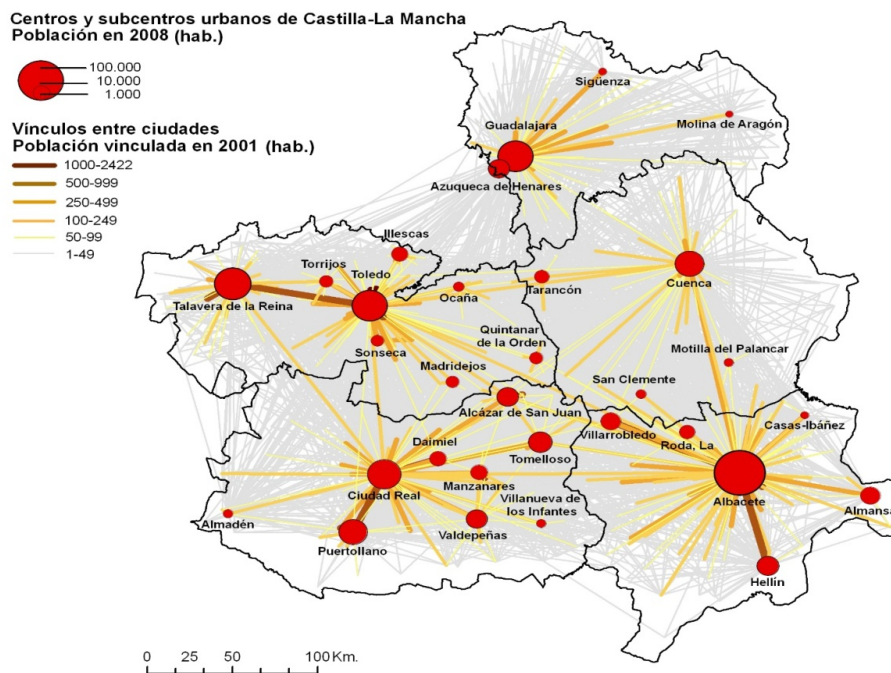 Centros y subcentros urbanos de Castilla-La Mancha
Población en 2008 (hab.)
100.000
10.000
1.000
Vínculos entre ciudades
Población vinculada en 2001 (hab.)
1000-2422
500-999
250-499
100-249
50-99
1-49
Sigüenza
Molina de Aragón
Guadalajara
Azuqueca de Henares
Illescas
Torrijos
Toledo
Talavera de la Reina
Ocaña
Tarancón
Cuenca
Sonseca
Quintanar
de la Orden
Madridejos
Motilla del Palancar
San Clemente
Alcázar de San Juan
Casas-Ibáñez
Villarrobledo
Roda, La
Daimiel
Tomelloso
Ciudad Real
Manzanares
Villanueva de
los Infantes
Albacete
Almansa
Almadén
Puertollano
Valdepeñas
Hellín
0 20 50 100 Km.